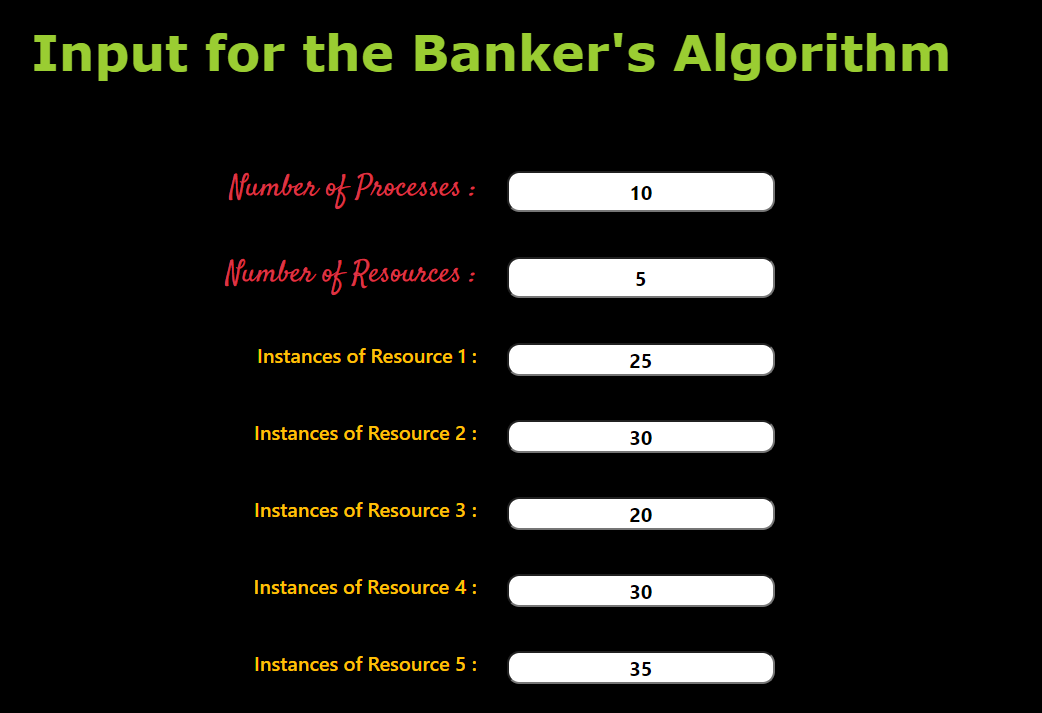 Input for the Banker's Algorithm
Number of Processes : 10
Number of Resources : 5
Instances of Resource 1 : 25
Instances of Resource 2 : 30
Instances of Resource 3 : 20
Instances of Resource 4 : 30
Instances of Resource 5 : 35